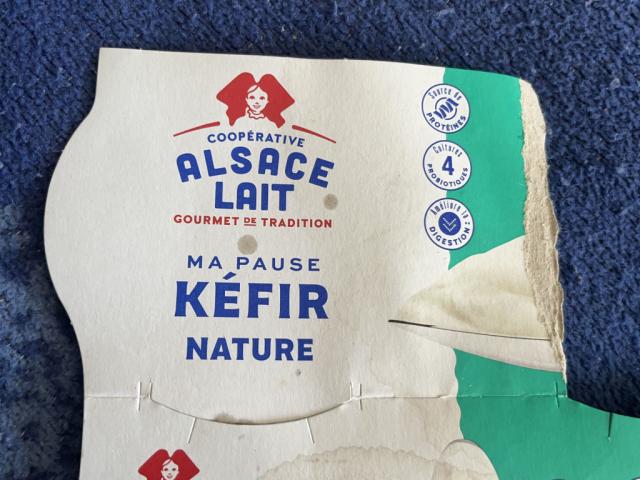 COOPÉRATIVE
ALSACE
LAIT
GOURMET DE TRADITION
MA PAUSE
KÉFIR
NATURE
Source de
PROTÉINES
Cultures
4
PROBIOTIQUES
Améliore la
DIGESTION*